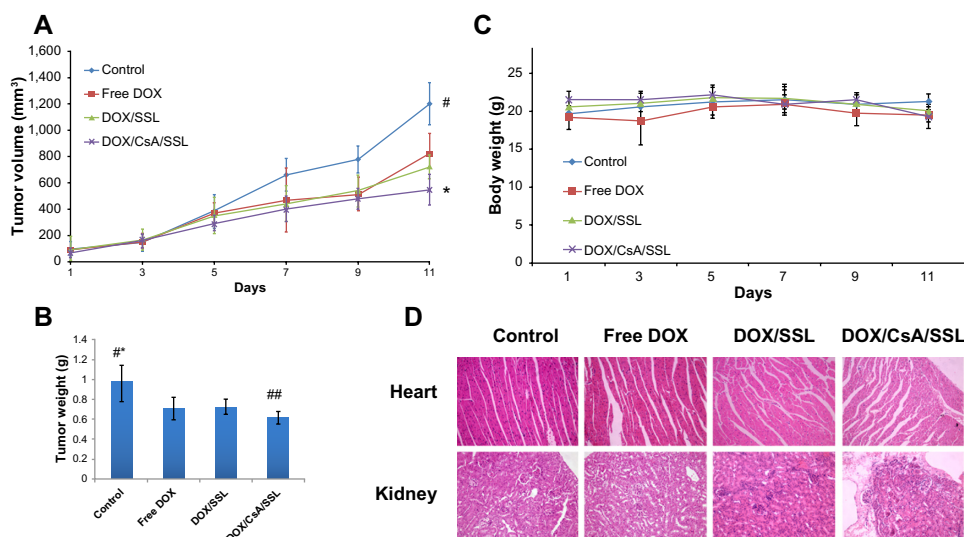 A
Tumor volume (mm³)
1,600
1,400
1,200
1,000
800
600
400
200
0
1 3 5 7 9 11
Days
Control
Free DOX
DOX/SSL
DOX/CsA/SSL
#
*
B
Tumor weight (g)
1.2
1
0.8
0.6
0.4
0.2
0
#*
##
Control
Free DOX
DOX/SSL
DOX/CsA/SSL
C
Body weight (g)
25
20
15
10
5
0
Control
Free DOX
DOX/SSL
DOX/CsA/SSL
1 3 5 7 9 11
Days
D
Control Free DOX DOX/SSL DOX/CsA/SSL
Heart
Kidney